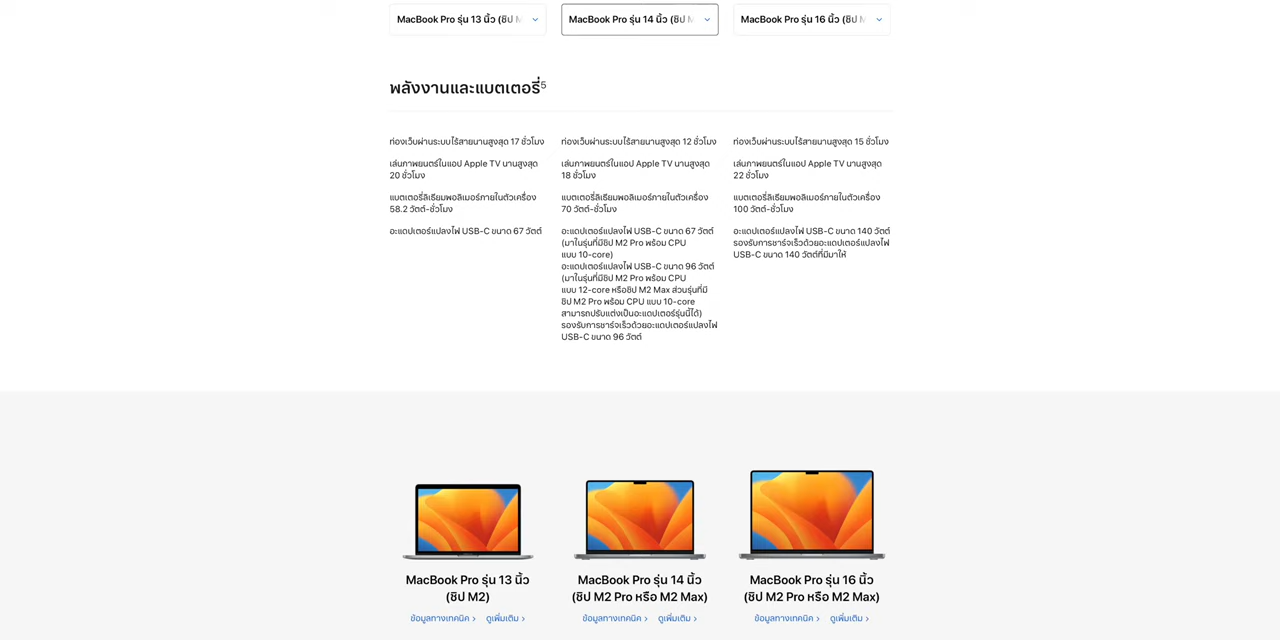 MacBook Pro รุ่น 13 นิ้ว (ชิป M
MacBook Pro รุ่น 14 นิ้ว (ชิป M
MacBook Pro รุ่น 16 นิ้ว (ชิป M
พลังงานและแบตเตอรี่5
ท่องเว็บผ่านระบบไร้สายนานสูงสุด 17 ชั่วโมง
เล่นภาพยนตร์ในแอป Apple TV นานสูงสุด
20 ชั่วโมง
แบตเตอรี่ลิเธียมพอลิเมอร์ภายในตัวเครื่อง
58.2 วัตต์-ชั่วโมง
อะแดปเตอร์แปลงไฟ USB-C ขนาด 67 วัตต์
ท่องเว็บผ่านระบบไร้สายนานสูงสุด 12 ชั่วโมง
เล่นภาพยนตร์ในแอป Apple TV นานสูงสุด
18 ชั่วโมง
แบตเตอรี่ลิเธียมพอลิเมอร์ภายในตัวเครื่อง
70 วัตต์-ชั่วโมง
อะแดปเตอร์แปลงไฟ USB-C ขนาด 67 วัตต์
(มาในรุ่นที่มีชิป M2 Pro พร้อม CPU
แบบ 10-core)
อะแดปเตอร์แปลงไฟ USB-C ขนาด 96 วัตต์
(มาในรุ่นที่มีชิป M2 Pro พร้อม CPU
แบบ 12-core หรือชิป M2 Max ส่วนรุ่นที่มี
ชิป M2 Pro พร้อม CPU แบบ 10-core
สามารถปรับแต่งเป็นอะแดปเตอร์รุ่นนี้ได้)
รองรับการชาร์จเร็วด้วยอะแดปเตอร์แปลงไฟ
USB-C ขนาด 96 วัตต์
ท่องเว็บผ่านระบบไร้สายนานสูงสุด 15 ชั่วโมง
เล่นภาพยนตร์ในแอป Apple TV นานสูงสุด
22 ชั่วโมง
แบตเตอรี่ลิเธียมพอลิเมอร์ภายในตัวเครื่อง
100 วัตต์-ชั่วโมง
อะแดปเตอร์แปลงไฟ USB-C ขนาด 140 วัตต์
รองรับการชาร์จเร็วด้วยอะแดปเตอร์แปลงไฟ
USB-C ขนาด 140 วัตต์ที่มีมาให้
MacBook Pro รุ่น 13 นิ้ว
(ชิป M2)
ข้อมูลทางเทคนิค > ดูเพิ่มเติม >
MacBook Pro รุ่น 14 นิ้ว
(ชิป M2 Pro หรือ M2 Max)
ข้อมูลทางเทคนิค > ดูเพิ่มเติม >
MacBook Pro รุ่น 16 นิ้ว
(ชิป M2 Pro หรือ M2 Max)
ข้อมูลทางเทคนิค > ดูเพิ่มเติม >